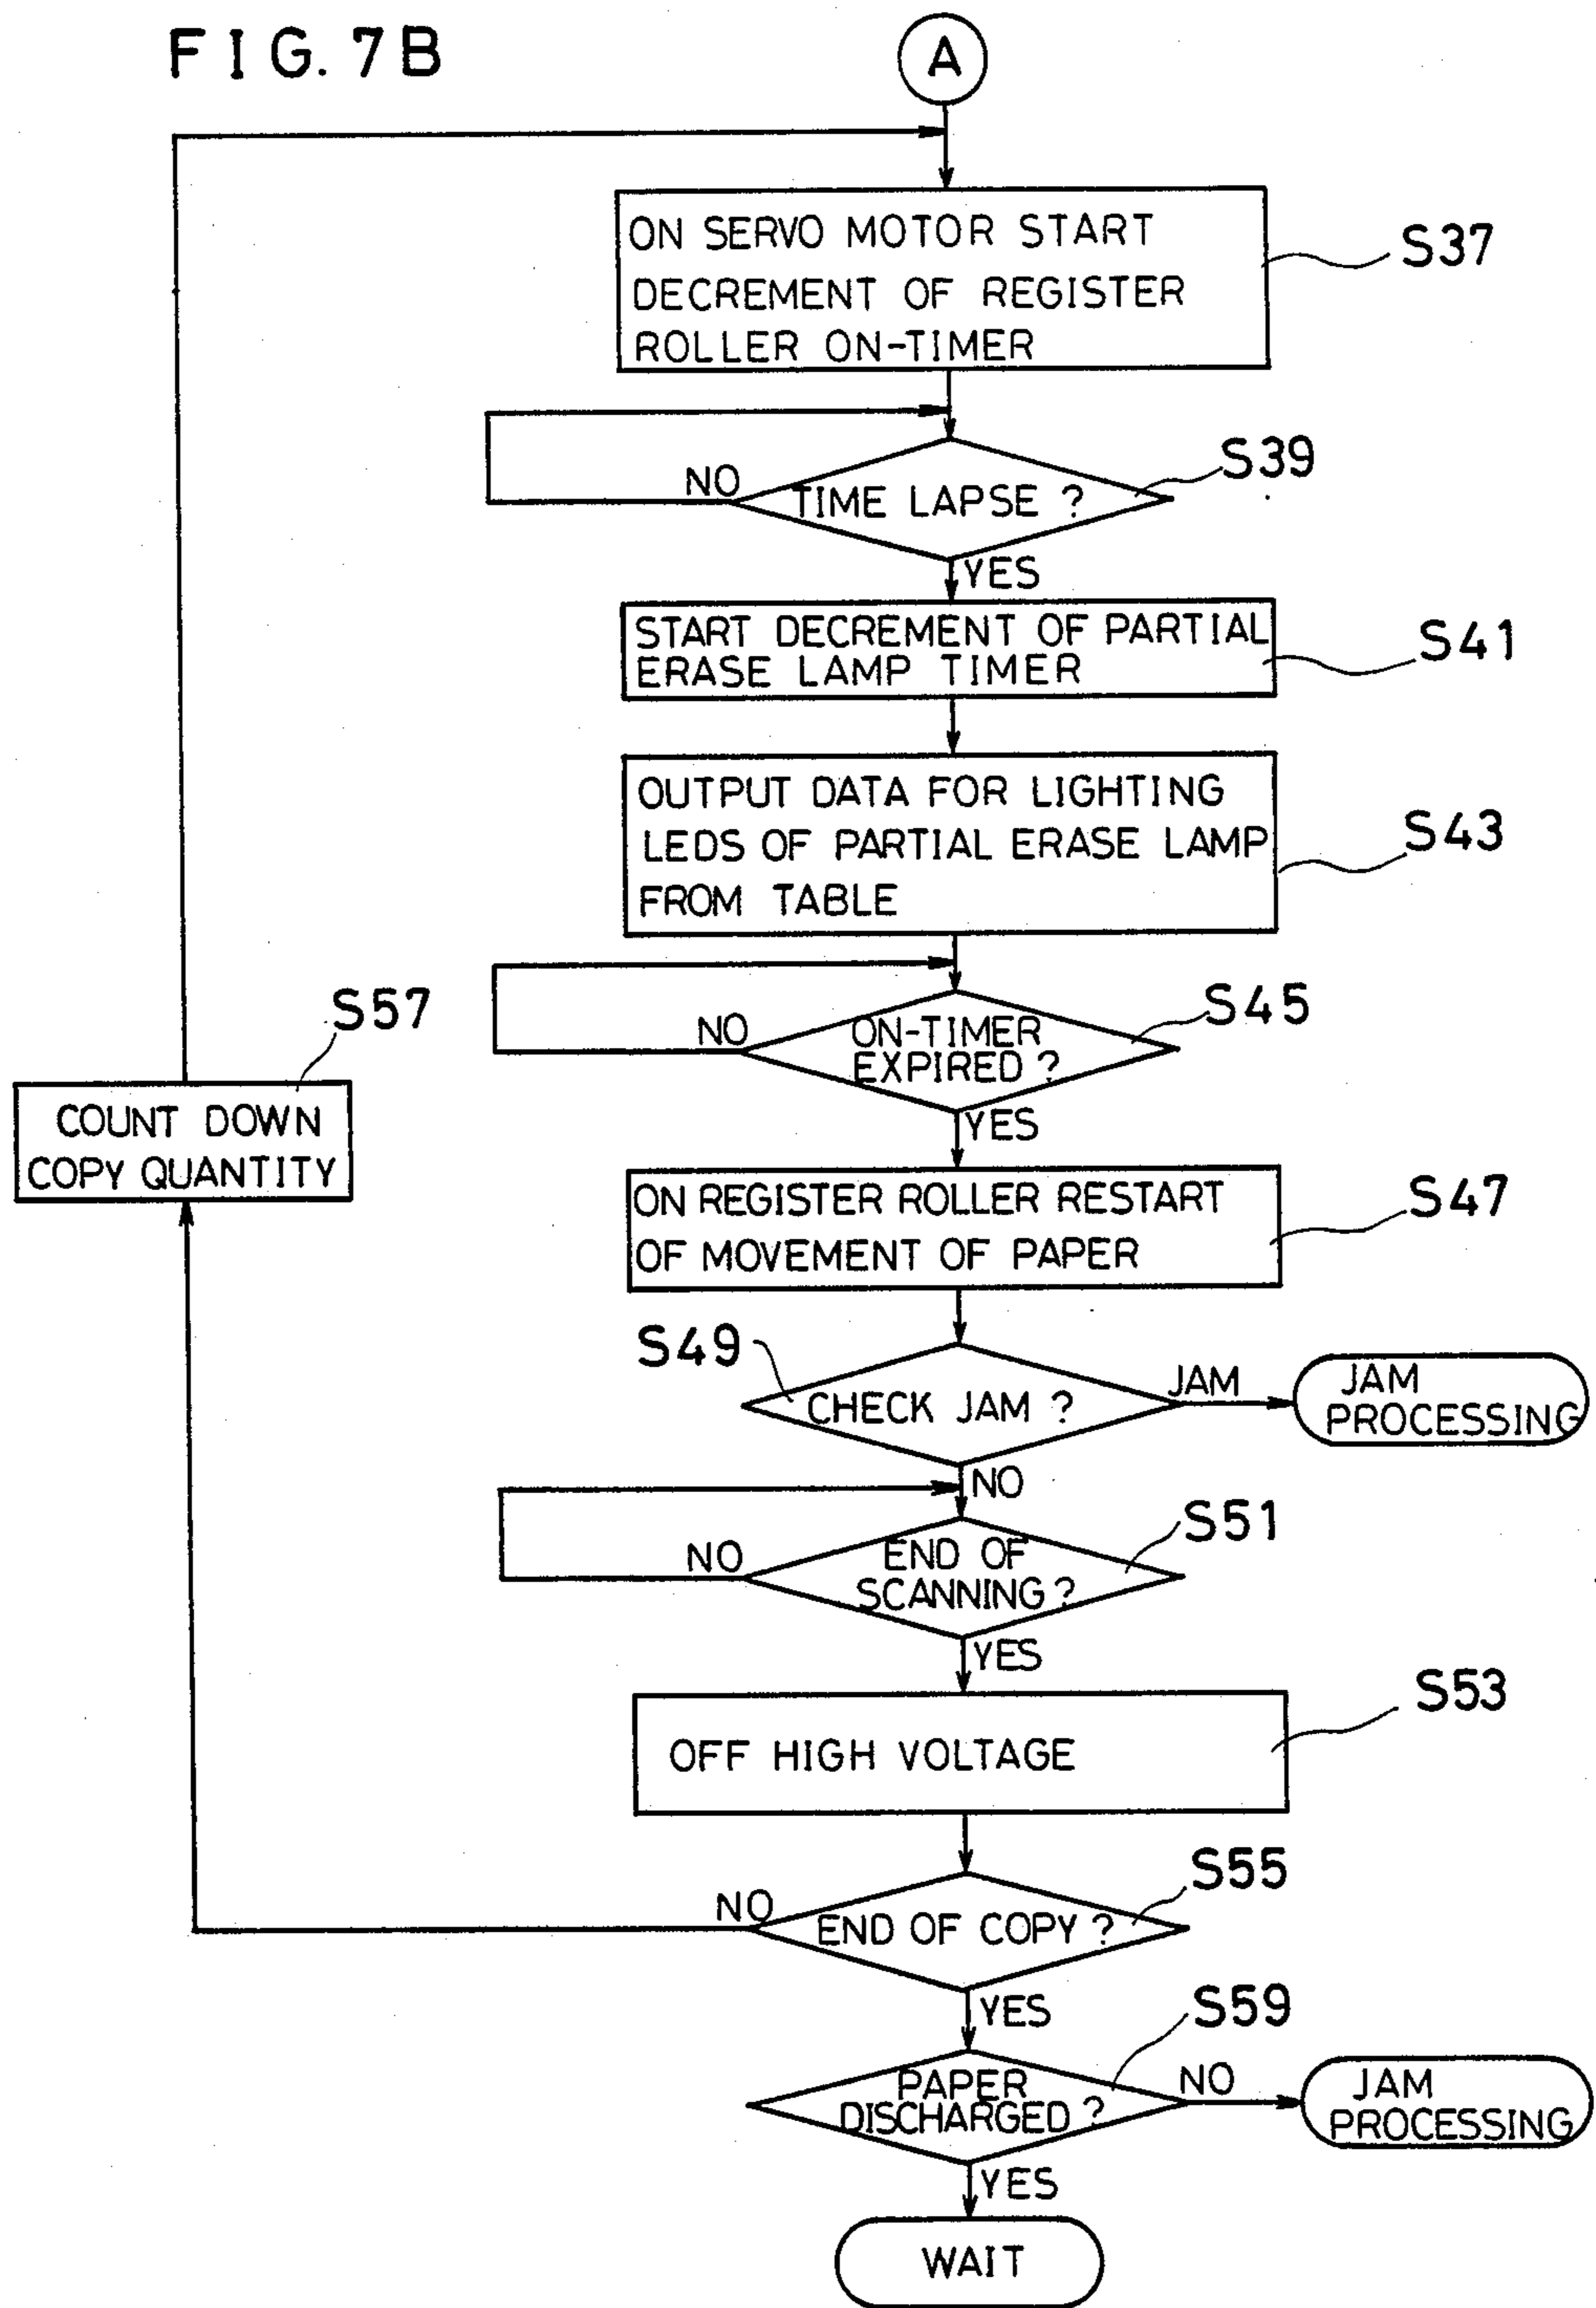 FIG. 7B
A
ON SERVO MOTOR START
DECREMENT OF REGISTER
ROLLER ON-TIMER
S37
NO
TIME LAPSE ?
S39
YES
START DECREMENT OF PARTIAL
ERASE LAMP TIMER
S41
OUTPUT DATA FOR LIGHTING
LEDS OF PARTIAL ERASE LAMP
FROM TABLE
S43
NO
ON-TIMER
EXPIRED ?
S45
YES
S57
COUNT DOWN
COPY QUANTITY
ON REGISTER ROLLER RESTART
OF MOVEMENT OF PAPER
S47
S49
CHECK JAM ?
JAM
JAM
PROCESSING
NO
NO
END OF
SCANNING ?
S51
YES
OFF HIGH VOLTAGE
S53
NO
END OF COPY ?
S55
YES
PAPER
DISCHARGED ?
S59
NO
JAM
PROCESSING
YES
WAIT